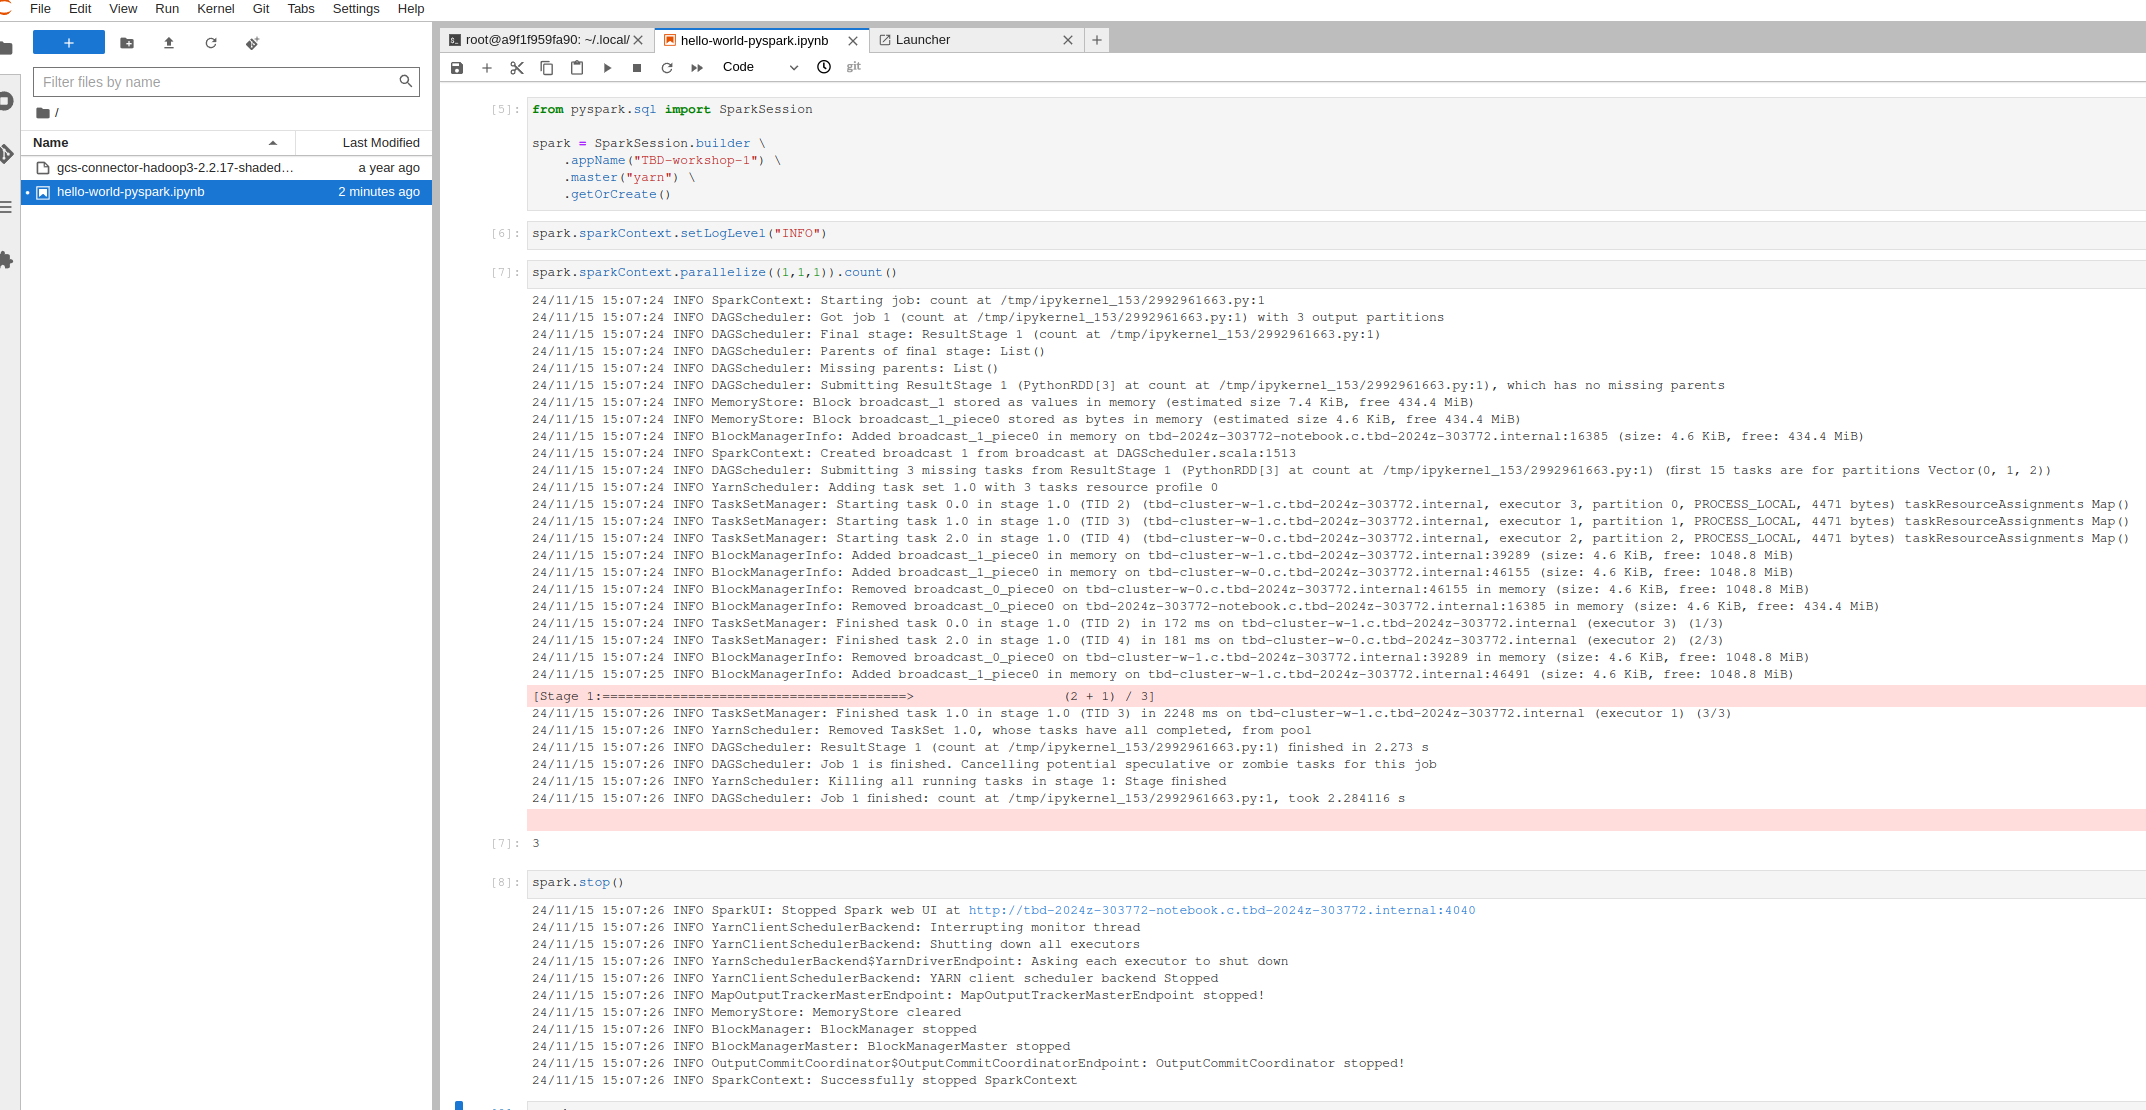 File Edit View Run Kernel Git Tabs Settings Help
Filter files by name
/
Name Last Modified
gcs-connector-hadoop3-2.2.17-shaded… a year ago
hello-world-pyspark.ipynb 2 minutes ago
root@a9f1f959fa90: ~/.local/ hello-world-pyspark.ipynb Launcher
Code git
[5]: from pyspark.sql import SparkSession
spark = SparkSession.builder \
.appName("TBD-workshop-1") \
.master("yarn") \
.getOrCreate()
[6]: spark.sparkContext.setLogLevel("INFO")
[7]: spark.sparkContext.parallelize((1,1,1)).count()
24/11/15 15:07:24 INFO SparkContext: Starting job: count at /tmp/ipykernel_153/2992961663.py:1
24/11/15 15:07:24 INFO DAGScheduler: Got job 1 (count at /tmp/ipykernel_153/2992961663.py:1) with 3 output partitions
24/11/15 15:07:24 INFO DAGScheduler: Final stage: ResultStage 1 (count at /tmp/ipykernel_153/2992961663.py:1)
24/11/15 15:07:24 INFO DAGScheduler: Parents of final stage: List()
24/11/15 15:07:24 INFO DAGScheduler: Missing parents: List()
24/11/15 15:07:24 INFO DAGScheduler: Submitting ResultStage 1 (PythonRDD[3] at count at /tmp/ipykernel_153/2992961663.py:1), which has no missing parents
24/11/15 15:07:24 INFO MemoryStore: Block broadcast_1 stored as values in memory (estimated size 7.4 KiB, free 434.4 MiB)
24/11/15 15:07:24 INFO MemoryStore: Block broadcast_1_piece0 stored as bytes in memory (estimated size 4.6 KiB, free 434.4 MiB)
24/11/15 15:07:24 INFO BlockManagerInfo: Added broadcast_1_piece0 in memory on tbd-2024z-303772-notebook.c.tbd-2024z-303772.internal:16385 (size: 4.6 KiB, free: 434.4 MiB)
24/11/15 15:07:24 INFO SparkContext: Created broadcast 1 from broadcast at DAGScheduler.scala:1513
24/11/15 15:07:24 INFO DAGScheduler: Submitting 3 missing tasks from ResultStage 1 (PythonRDD[3] at count at /tmp/ipykernel_153/2992961663.py:1) (first 15 tasks are for partitions Vector(0, 1, 2))
24/11/15 15:07:24 INFO YarnScheduler: Adding task set 1.0 with 3 tasks resource profile 0
24/11/15 15:07:24 INFO TaskSetManager: Starting task 0.0 in stage 1.0 (TID 2) (tbd-cluster-w-1.c.tbd-2024z-303772.internal, executor 3, partition 0, PROCESS_LOCAL, 4471 bytes) taskResourceAssignments Map()
24/11/15 15:07:24 INFO TaskSetManager: Starting task 1.0 in stage 1.0 (TID 3) (tbd-cluster-w-1.c.tbd-2024z-303772.internal, executor 1, partition 1, PROCESS_LOCAL, 4471 bytes) taskResourceAssignments Map()
24/11/15 15:07:24 INFO TaskSetManager: Starting task 2.0 in stage 1.0 (TID 4) (tbd-cluster-w-0.c.tbd-2024z-303772.internal, executor 2, partition 2, PROCESS_LOCAL, 4471 bytes) taskResourceAssignments Map()
24/11/15 15:07:24 INFO BlockManagerInfo: Added broadcast_1_piece0 in memory on tbd-cluster-w-1.c.tbd-2024z-303772.internal:39289 (size: 4.6 KiB, free: 1048.8 MiB)
24/11/15 15:07:24 INFO BlockManagerInfo: Added broadcast_1_piece0 in memory on tbd-cluster-w-0.c.tbd-2024z-303772.internal:46155 (size: 4.6 KiB, free: 1048.8 MiB)
24/11/15 15:07:24 INFO BlockManagerInfo: Removed broadcast_0_piece0 on tbd-cluster-w-0.c.tbd-2024z-303772.internal:46155 in memory (size: 4.6 KiB, free: 1048.8 MiB)
24/11/15 15:07:24 INFO BlockManagerInfo: Removed broadcast_0_piece0 on tbd-2024z-303772-notebook.c.tbd-2024z-303772.internal:16385 in memory (size: 4.6 KiB, free: 434.4 MiB)
24/11/15 15:07:24 INFO TaskSetManager: Finished task 0.0 in stage 1.0 (TID 2) in 172 ms on tbd-cluster-w-1.c.tbd-2024z-303772.internal (executor 3) (1/3)
24/11/15 15:07:24 INFO TaskSetManager: Finished task 2.0 in stage 1.0 (TID 4) in 181 ms on tbd-cluster-w-0.c.tbd-2024z-303772.internal (executor 2) (2/3)
24/11/15 15:07:24 INFO BlockManagerInfo: Removed broadcast_0_piece0 on tbd-cluster-w-1.c.tbd-2024z-303772.internal:39289 in memory (size: 4.6 KiB, free: 1048.8 MiB)
24/11/15 15:07:25 INFO BlockManagerInfo: Added broadcast_1_piece0 in memory on tbd-cluster-w-1.c.tbd-2024z-303772.internal:46491 (size: 4.6 KiB, free: 1048.8 MiB)
[Stage 1:=======================================> (2 + 1) / 3]
24/11/15 15:07:26 INFO TaskSetManager: Finished task 1.0 in stage 1.0 (TID 3) in 2248 ms on tbd-cluster-w-1.c.tbd-2024z-303772.internal (executor 1) (3/3)
24/11/15 15:07:26 INFO YarnScheduler: Removed TaskSet 1.0, whose tasks have all completed, from pool
24/11/15 15:07:26 INFO DAGScheduler: ResultStage 1 (count at /tmp/ipykernel_153/2992961663.py:1) finished in 2.273 s
24/11/15 15:07:26 INFO DAGScheduler: Job 1 is finished. Cancelling potential speculative or zombie tasks for this job
24/11/15 15:07:26 INFO YarnScheduler: Killing all running tasks in stage 1: Stage finished
24/11/15 15:07:26 INFO DAGScheduler: Job 1 finished: count at /tmp/ipykernel_153/2992961663.py:1, took 2.284116 s
[7]: 3
[8]: spark.stop()
24/11/15 15:07:26 INFO SparkUI: Stopped Spark web UI at http://tbd-2024z-303772-notebook.c.tbd-2024z-303772.internal:4040
24/11/15 15:07:26 INFO YarnClientSchedulerBackend: Interrupting monitor thread
24/11/15 15:07:26 INFO YarnClientSchedulerBackend: Shutting down all executors
24/11/15 15:07:26 INFO YarnSchedulerBackend$YarnDriverEndpoint: Asking each executor to shut down
24/11/15 15:07:26 INFO YarnClientSchedulerBackend: YARN client scheduler backend Stopped
24/11/15 15:07:26 INFO MapOutputTrackerMasterEndpoint: MapOutputTrackerMasterEndpoint stopped!
24/11/15 15:07:26 INFO MemoryStore: MemoryStore cleared
24/11/15 15:07:26 INFO BlockManager: BlockManager stopped
24/11/15 15:07:26 INFO BlockManagerMaster: BlockManagerMaster stopped
24/11/15 15:07:26 INFO OutputCommitCoordinator$OutputCommitCoordinatorEndpoint: OutputCommitCoordinator stopped!
24/11/15 15:07:26 INFO SparkContext: Successfully stopped SparkContext